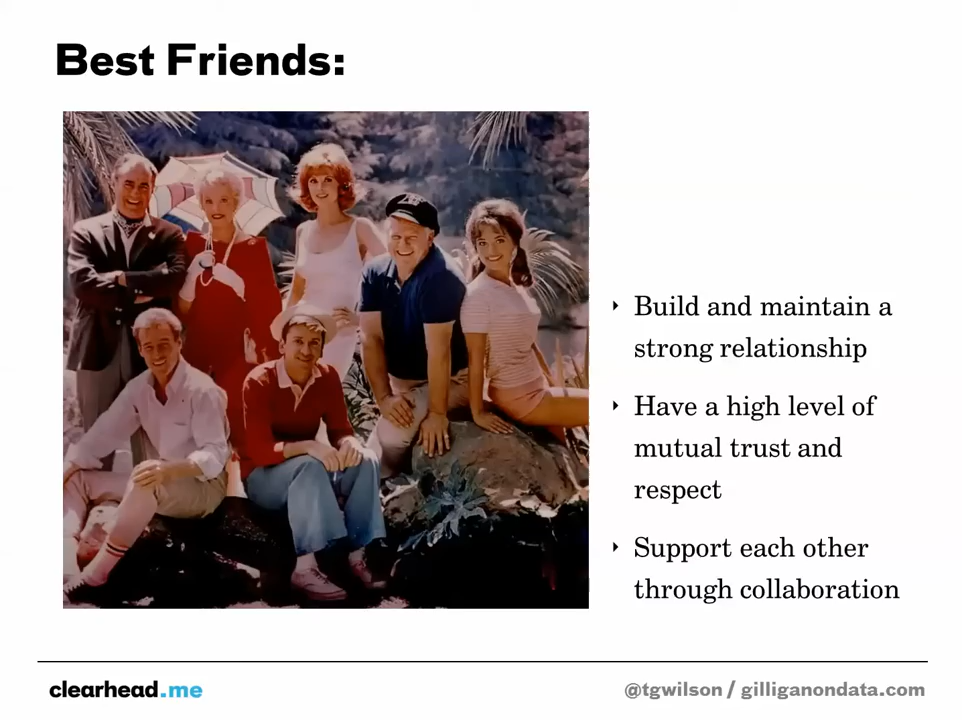 Best Friends:
Build and maintain a
strong relationship
Have a high level of
mutual trust and
respect
Support each other
through collaboration
clearhead.me
@tgwilson / gilliganondata.com